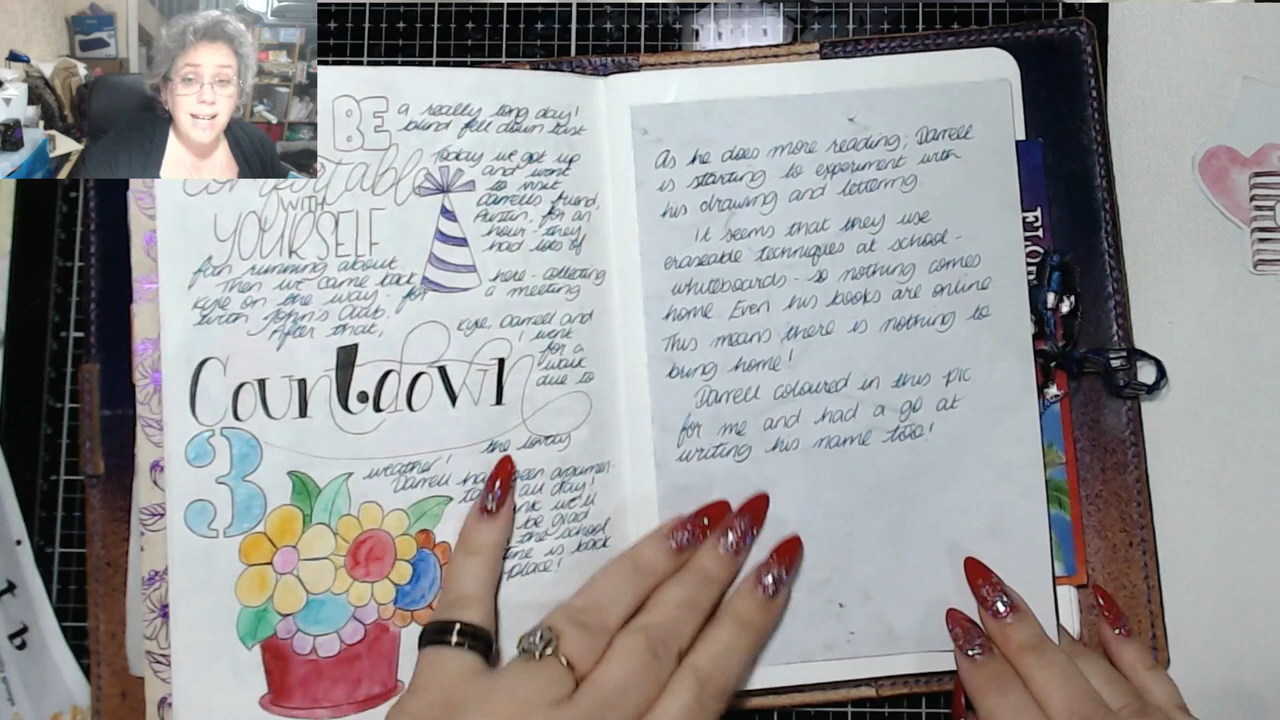 BE
comfortable
WITH
YOURSELF
a really long day!
blind fell down last
Today we got up
and went
to visit
Darrells friend,
Austin, for an
hour - they
had lots of
fun running about
Then we came back
here - collecting
Kyle on the way - for
a meeting
with John's
After that,
Kyle, Darrell and
I went
for a
walk
due to
Countdown
3
the lovely
weather!
Darrell has been argumen-
all day!
we'll
be glad
the school
is back
place!
As he does more reading, Darrell
is starting to experiment with
his drawing and lettering
It seems that they use
eraseable techniques at school -
whiteboards - so nothing comes
home. Even his books are online.
This means there is nothing to
bring home!
Darrell coloured in this pic
for me and had a go at
writing his name too!